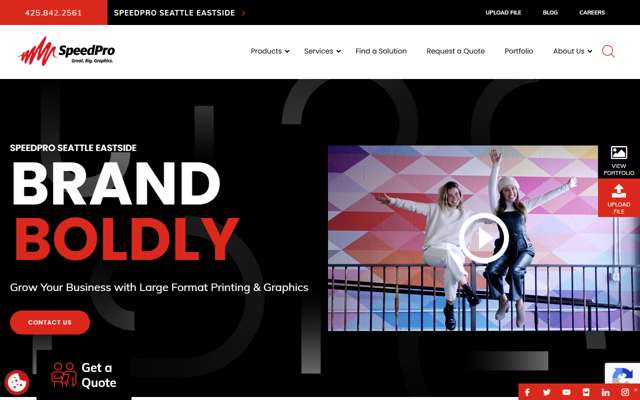 425.842.2561
SPEEDPRO SEATTLE EASTSIDE
UPLOAD FILE
BLOG
CAREERS
SpeedPro
Great. Big. Graphics.
Products
Services
Find a Solution
Request a Quote
Portfolio
About Us
SPEEDPRO SEATTLE EASTSIDE
BRAND
BOLDLY
Grow Your Business with Large Format Printing & Graphics
CONTACT US
VIEW
PORTFOLIO
UPLOAD
FILE
Get a
Quote